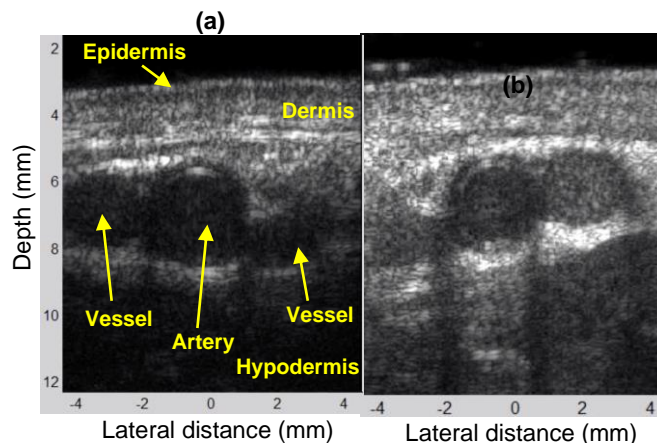 (a)
Epidermis
Dermis
(b)
Depth (mm)
2
4
6
8
10
12
Vessel
Artery
Vessel
Hypodermis
-4 -2 0 2 4
Lateral distance (mm)
-4 -2 0 2 4
Lateral distance (mm)